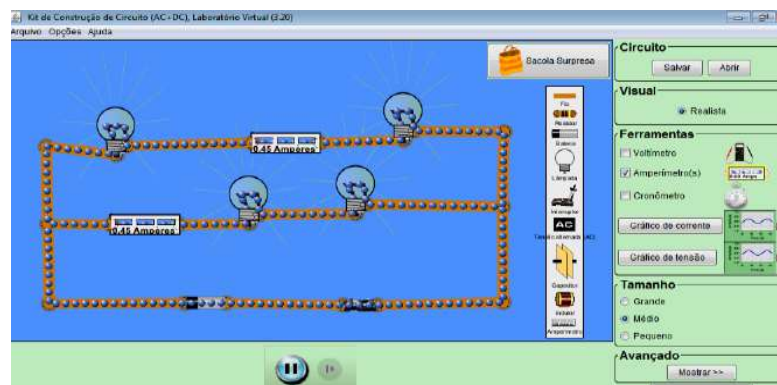 Kit de Construção de Circuito (AC+DC), Laboratório Virtual (3.20)
Arquivo Opções Ajuda
Sacola Surpresa
0.45 Ampères
0.45 Ampères
Fio
Resistor
Bateria
Lâmpada
Interruptor
AC
Capacitor
Indutor
Amperímetro
Circuito
Salvar Abrir
Visual
Realista
Ferramentas
Voltímetro
Amperímetro(s)
Cronômetro
Gráfico de corrente
Gráfico de tensão
Tamanho
Grande
Médio
Pequeno
Avançado
Mostrar >>